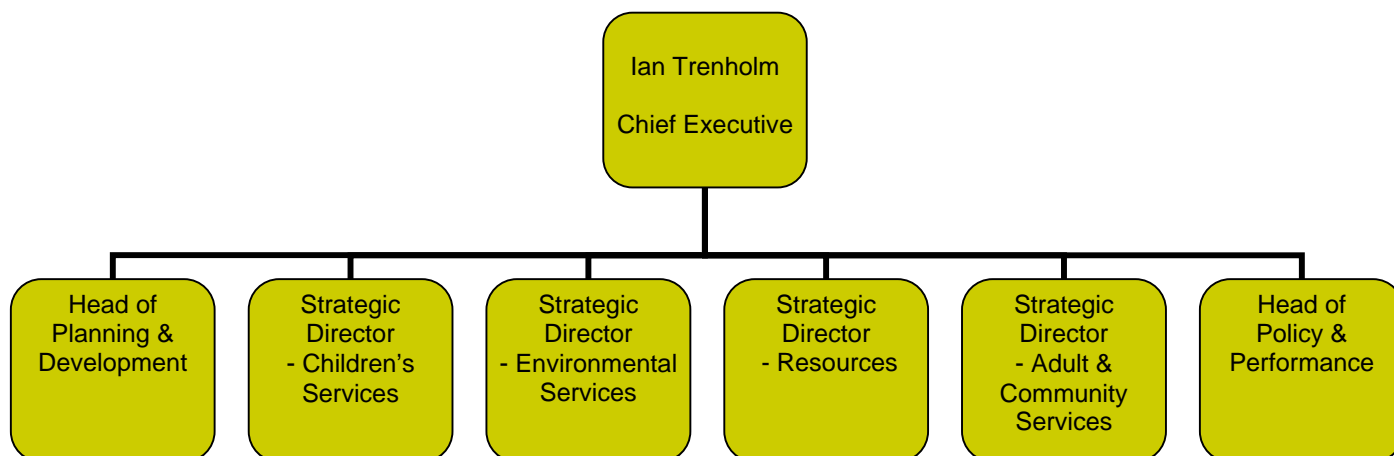 Ian Trenholm
Chief Executive
Head of
Planning &
Development
Strategic
Director
- Children’s
Services
Strategic
Director
- Environmental
Services
Strategic
Director
- Resources
Strategic
Director
- Adult &
Community
Services
Head of
Policy &
Performance